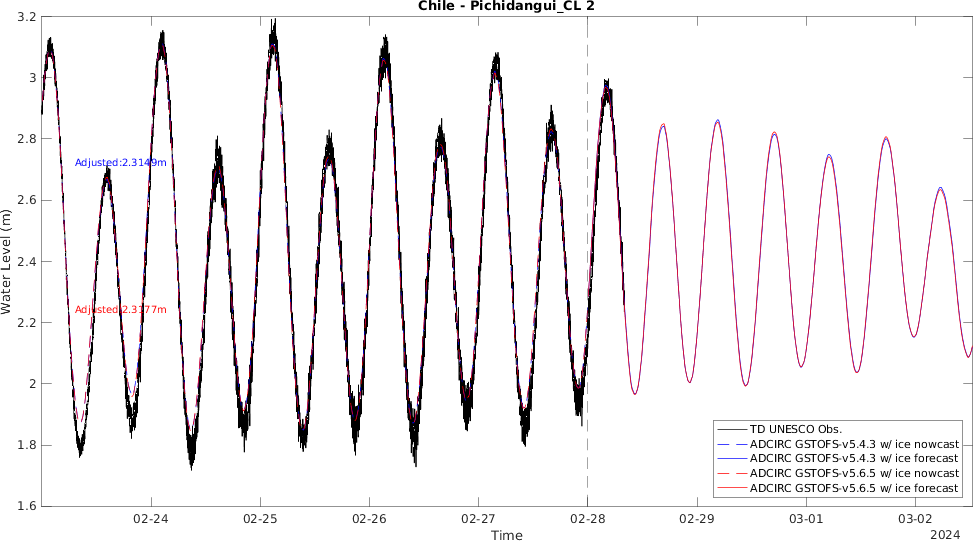 Chile - Pichidangui_CL 2
3.2
3
2.8
2.6
2.4
2.2
2
1.8
1.6
Water Level (m)
Adjusted:2.3149m
Adjusted:2.3177m
TD UNESCO Obs.
ADCIRC GSTOFS-v5.4.3 w/ ice nowcast
ADCIRC GSTOFS-v5.4.3 w/ ice forecast
ADCIRC GSTOFS-v5.6.5 w/ ice nowcast
ADCIRC GSTOFS-v5.6.5 w/ ice forecast
02-24 02-25 02-26 02-27 02-28 02-29 03-01 03-02
Time
2024